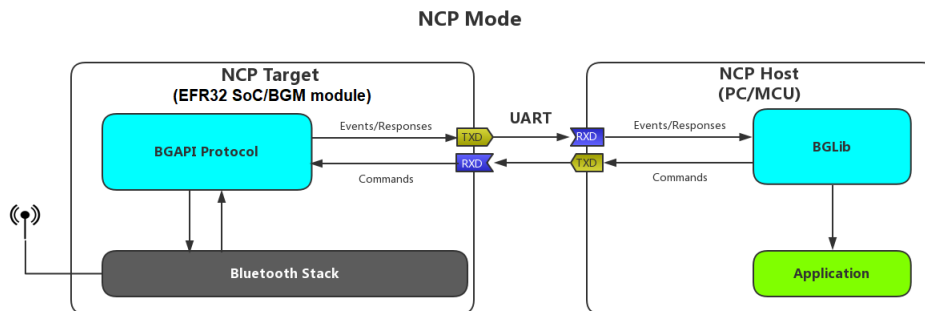 NCP Mode
NCP Target
(EFR32 SoC/BGM module)
NCP Host
(PC/MCU)
UART
BGAPI Protocol
Events/Responses
TXD
RXD
Events/Responses
BGLib
Commands
RXD
TXD
Commands
Bluetooth Stack
Application